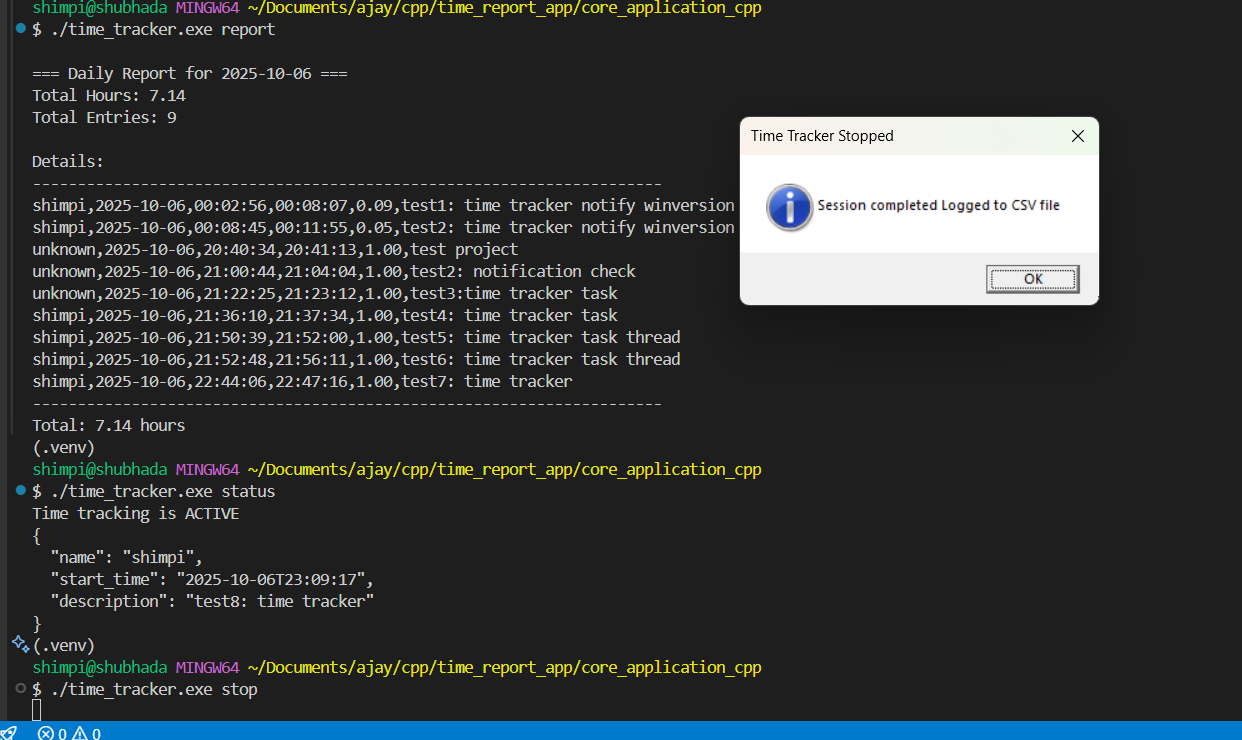 shimpi@shubhada MINGW64 ~/Documents/ajay/cpp/time_report_app/core_application_cpp
$ ./time_tracker.exe report
=== Daily Report for 2025-10-06 ===
Total Hours: 7.14
Total Entries: 9
Details:
----------------------------------------------------------------------
shimpi,2025-10-06,00:02:56,00:08:07,0.09,test1: time tracker notify winversion
shimpi,2025-10-06,00:08:45,00:11:55,0.05,test2: time tracker notify winversion
unknown,2025-10-06,20:40:34,20:41:13,1.00,test project
unknown,2025-10-06,21:00:44,21:04:04,1.00,test2: notification check
unknown,2025-10-06,21:22:25,21:23:12,1.00,test3:time tracker task
shimpi,2025-10-06,21:36:10,21:37:34,1.00,test4: time tracker task
shimpi,2025-10-06,21:50:39,21:52:00,1.00,test5: time tracker task thread
shimpi,2025-10-06,21:52:48,21:56:11,1.00,test6: time tracker task thread
shimpi,2025-10-06,22:44:06,22:47:16,1.00,test7: time tracker
----------------------------------------------------------------------
Total: 7.14 hours
(.venv)
shimpi@shubhada MINGW64 ~/Documents/ajay/cpp/time_report_app/core_application_cpp
$ ./time_tracker.exe status
Time tracking is ACTIVE
{
  "name": "shimpi",
  "start_time": "2025-10-06T23:09:17",
  "description": "test8: time tracker"
}
(.venv)
shimpi@shubhada MINGW64 ~/Documents/ajay/cpp/time_report_app/core_application_cpp
$ ./time_tracker.exe stop
Time Tracker Stopped
Session completed Logged to CSV file
OK
0 0